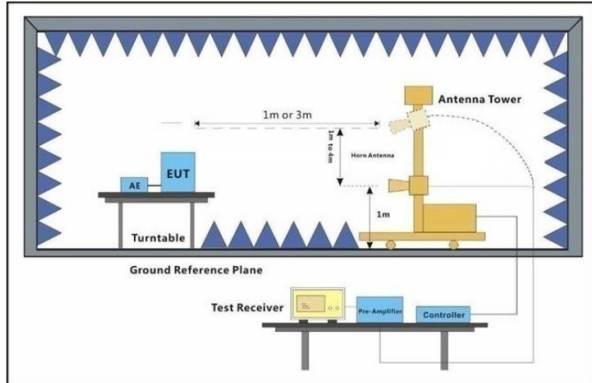 1m or 3m
Antenna Tower
1m to 4m
Horn Antenna
EUT
AE
1m
Turntable
Ground Reference Plane
Test Receiver
Pre-Amplifier
Controller